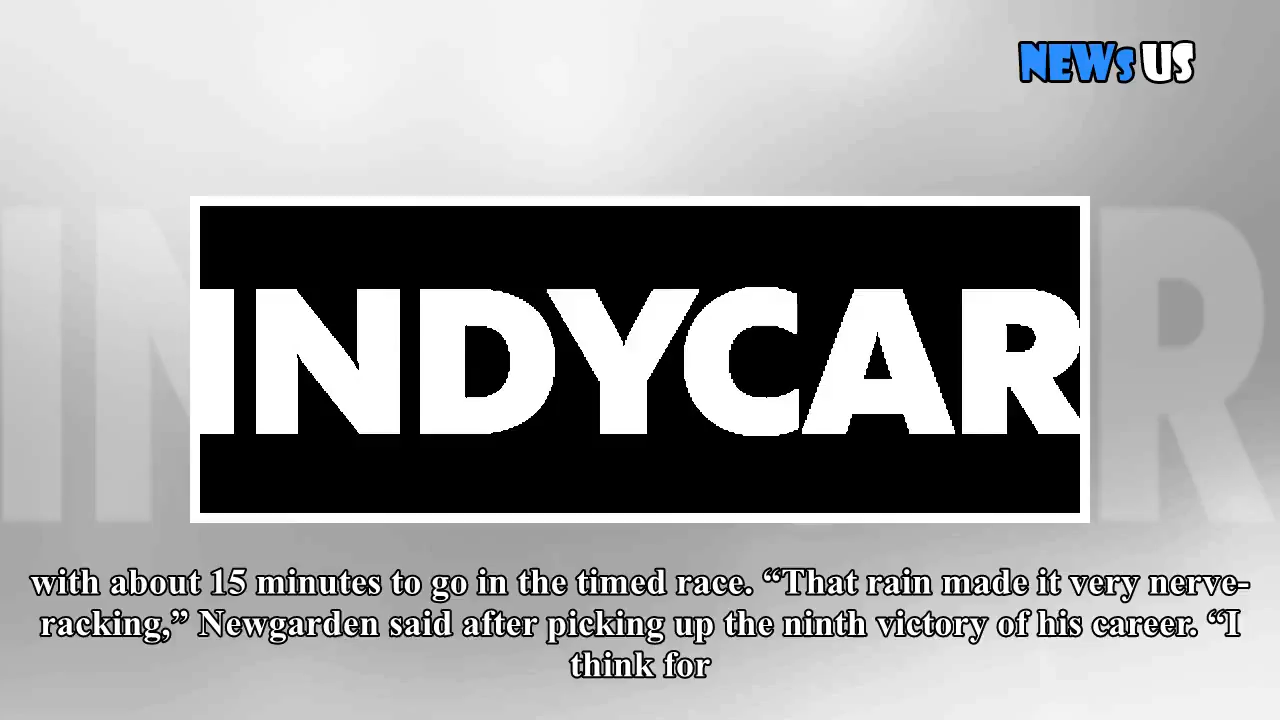 NEWs US
INDYCAR
with about 15 minutes to go in the timed race. “That rain made it very nerve-
racking,” Newgarden said after picking up the ninth victory of his career. “I
think for